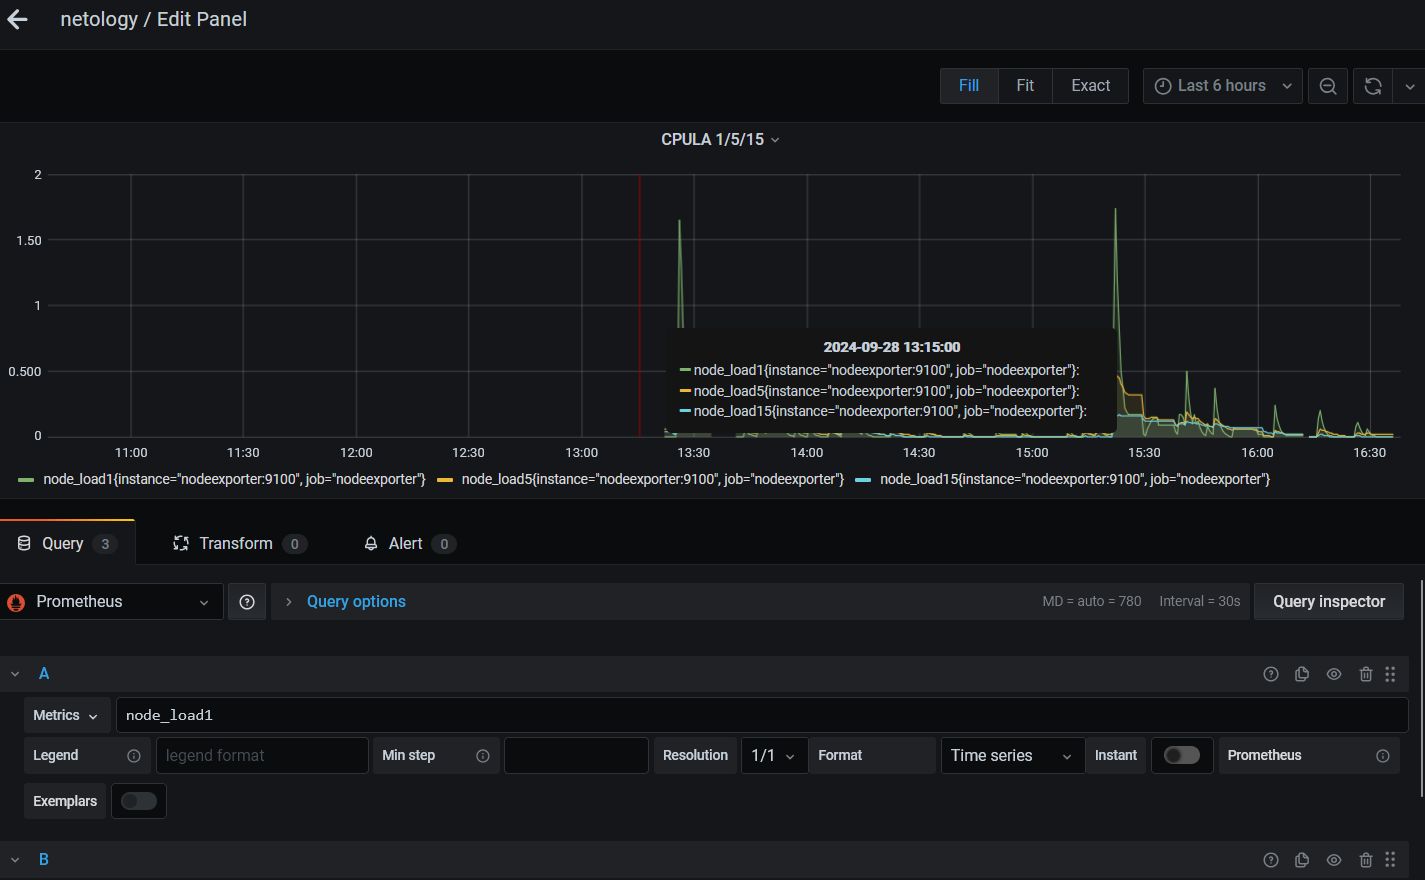 netology / Edit Panel
Fill Fit Exact Last 6 hours
CPULA 1/5/15
2
1.50
1
0.500
0
2024-09-28 13:15:00
node_load1{instance="nodeexporter:9100", job="nodeexporter"}:
node_load5{instance="nodeexporter:9100", job="nodeexporter"}:
node_load15{instance="nodeexporter:9100", job="nodeexporter"}:
11:00 11:30 12:00 12:30 13:00 13:30 14:00 14:30 15:00 15:30 16:00 16:30
node_load1{instance="nodeexporter:9100", job="nodeexporter"} node_load5{instance="nodeexporter:9100", job="nodeexporter"} node_load15{instance="nodeexporter:9100", job="nodeexporter"}
Query 3 Transform 0 Alert 0
Prometheus Query options MD = auto = 780 Interval = 30s Query inspector
A
Metrics node_load1
Legend legend format Min step Resolution 1/1 Format Time series Instant Prometheus
Exemplars
B